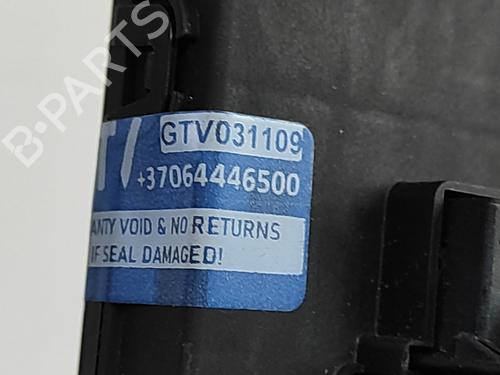 B-PARTS
T/ GTV031109
+37064446500
ANTY VOID & NO RETURNS
IF SEAL DAMAGED!